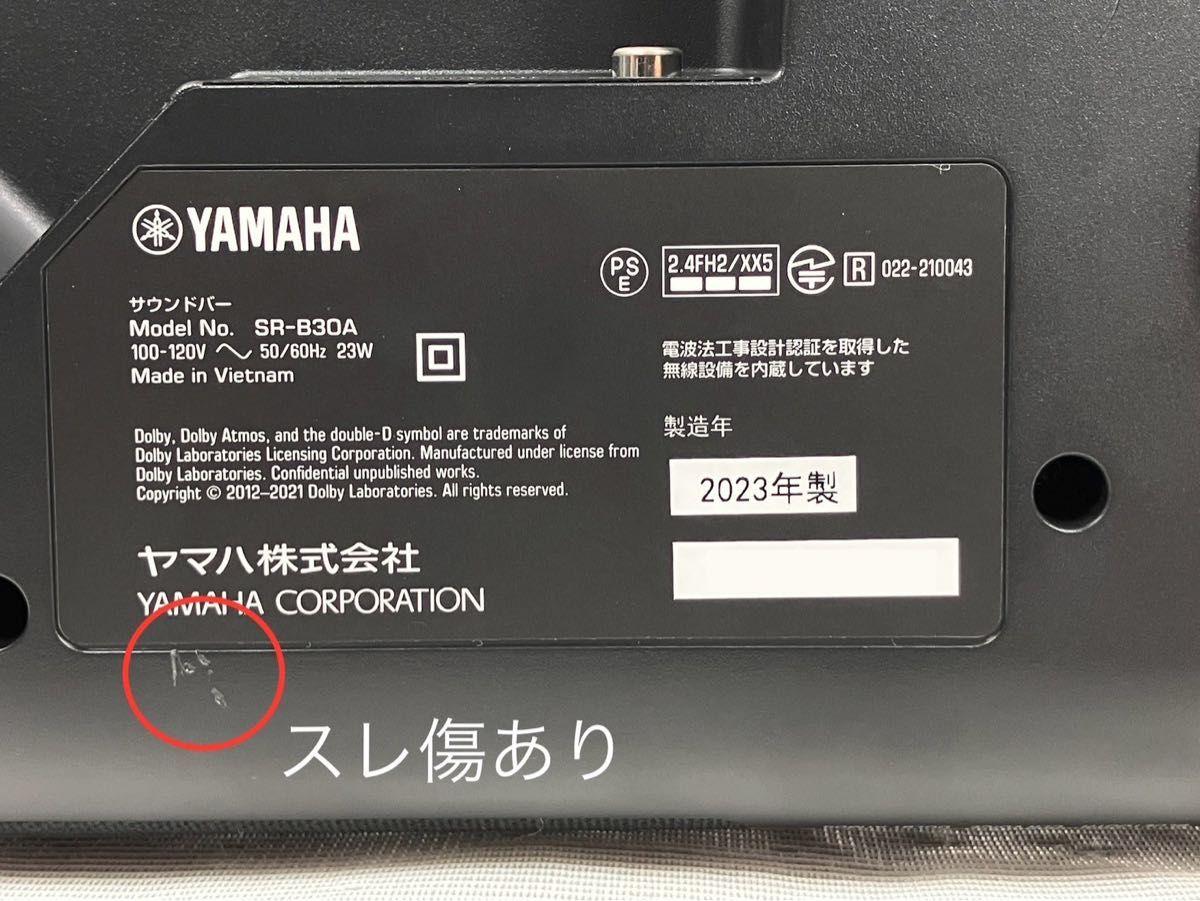 YAMAHA
サウンドバー
Model No. SR-B30A
100-120V 50/60Hz 23W
Made in Vietnam
Dolby, Dolby Atmos, and the double-D symbol are trademarks of
Dolby Laboratories Licensing Corporation. Manufactured under license from
Dolby Laboratories. Confidential unpublished works.
Copyright © 2012–2021 Dolby Laboratories. All rights reserved.
ヤマハ株式会社
YAMAHA CORPORATION
PS
E
2.4FH2/XX5
R 022-210043
電波法工事設計認証を取得した
無線設備を内蔵しています
製造年
2023年製
スレ傷あり